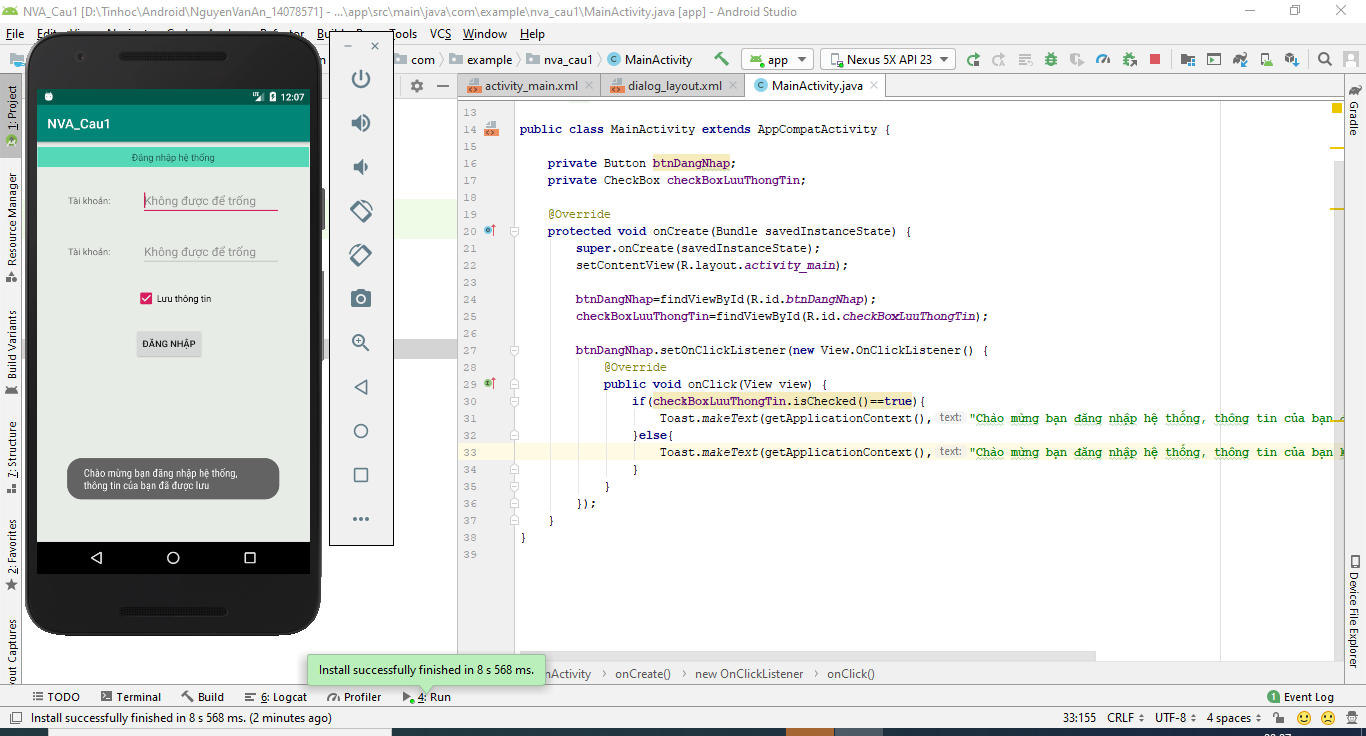 NVA_Cau1 [D:\Tinhoc\Android\NguyenVanAn_14078571] - ...\app\src\main\java\com\example\nva_cau1\MainActivity.java [app] - Android Studio
File Tools VCS Window Help
com example nva_cau1 MainActivity app Nexus 5X API 23
activity_main.xml dialog_layout.xml MainActivity.java
1: Project
Resource Manager
Build Variants
7: Structure
2: Favorites
Captures
12:07
NVA_Cau1
Đăng nhập hệ thống
Tài khoản: Không được để trống
Tài khoản: Không được để trống
Lưu thông tin
ĐĂNG NHẬP
Chào mừng bạn đăng nhập hệ thống,
thông tin của bạn đã được lưu
13
14 public class MainActivity extends AppCompatActivity {
15
16 private Button btnDangNhap;
17 private CheckBox checkBoxLuuThongTin;
18
19 @Override
20 protected void onCreate(Bundle savedInstanceState) {
21 super.onCreate(savedInstanceState);
22 setContentView(R.layout.activity_main);
23
24 btnDangNhap=findViewById(R.id.btnDangNhap);
25 checkBoxLuuThongTin=findViewById(R.id.checkBoxLuuThongTin);
26
27 btnDangNhap.setOnClickListener(new View.OnClickListener() {
28 @Override
29 public void onClick(View view) {
30 if(checkBoxLuuThongTin.isChecked()==true){
31 Toast.makeText(getApplicationContext(), text: "Chào mừng bạn đăng nhập hệ thống, thông tin của bạn
32 }else{
33 Toast.makeText(getApplicationContext(), text: "Chào mừng bạn đăng nhập hệ thống, thông tin của bạn
34 }
35 }
36 });
37 }
38 }
39
Gradle
Device File Explorer
Install successfully finished in 8 s 568 ms.
Activity onCreate() new OnClickListener onClick()
TODO Terminal Build 6: Logcat Profiler 4: Run 1 Event Log
Install successfully finished in 8 s 568 ms. (2 minutes ago) 33:155 CRLF UTF-8 4 spaces